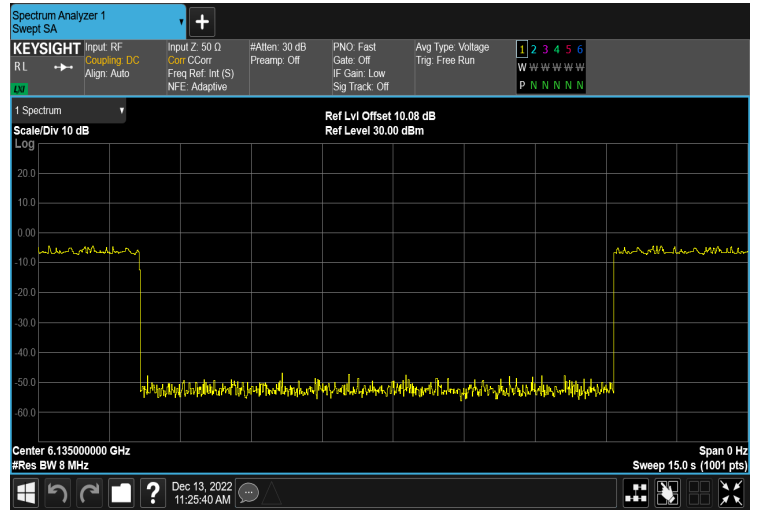 Spectrum Analyzer 1
Swept SA
KEYSIGHT
R L
LXI
Input: RF
Coupling: DC
Align: Auto
Input Z: 50 Ω
Corr CCorr
Freq Ref: Int (S)
NFE: Adaptive
#Atten: 30 dB
Preamp: Off
PNO: Fast
Gate: Off
IF Gain: Low
Sig Track: Off
Avg Type: Voltage
Trig: Free Run
1 2 3 4 5 6
W W W W W W
P N N N N N
1 Spectrum
Scale/Div 10 dB
Ref Lvl Offset 10.08 dB
Ref Level 30.00 dBm
Log
20.0
10.0
0.00
-10.0
-20.0
-30.0
-40.0
-50.0
-60.0
Center 6.135000000 GHz
#Res BW 8 MHz
Span 0 Hz
Sweep 15.0 s (1001 pts)
?
Dec 13, 2022
11:25:40 AM